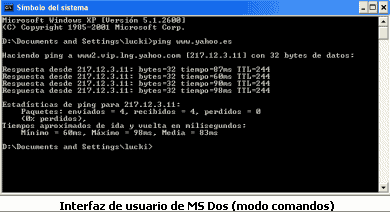 Símbolo del sistema
Microsoft Windows XP [Versión 5.1.2600]
(C) Copyright 1985-2001 Microsoft Corp.
D:\Documents and Settings\lucki>ping www.yahoo.es
Haciendo ping a www2.vip.lng.yahoo.com [217.12.3.11] con 32 bytes de datos:
Respuesta desde 217.12.3.11: bytes=32 tiempo=87ms TTL=244
Respuesta desde 217.12.3.11: bytes=32 tiempo=60ms TTL=244
Respuesta desde 217.12.3.11: bytes=32 tiempo=90ms TTL=244
Respuesta desde 217.12.3.11: bytes=32 tiempo=98ms TTL=244
Estadísticas de ping para 217.12.3.11:
Paquetes: enviados = 4, recibidos = 4, perdidos = 0
(0% perdidos),
Tiempos aproximados de ida y vuelta en milisegundos:
Mínimo = 60ms, Máximo = 98ms, Media = 83ms
D:\Documents and Settings\lucki>
Interfaz de usuario de MS Dos (modo comandos)